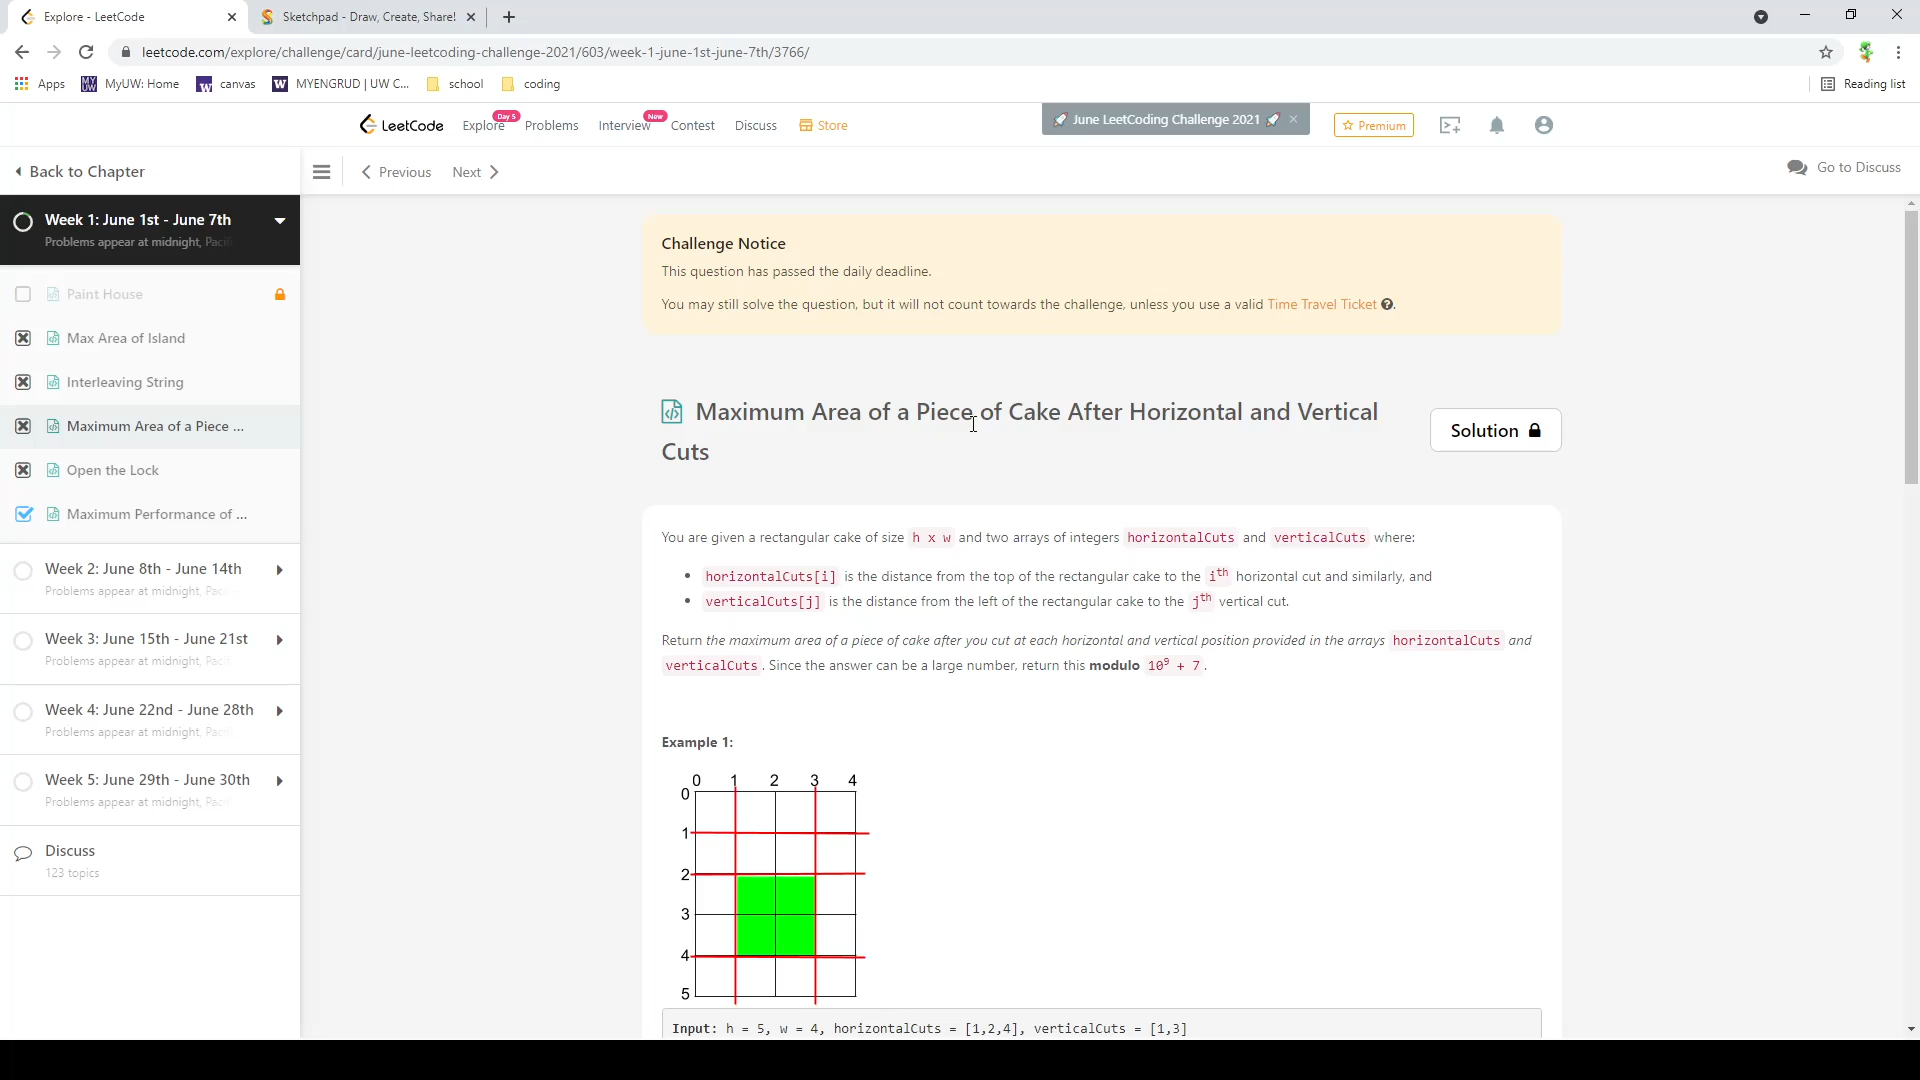 Explore - LeetCode
Sketchpad - Draw, Create, Share!
leetcode.com/explore/challenge/card/june-leetcoding-challenge-2021/603/week-1-june-1st-june-7th/3766/
Apps
MyUW: Home
canvas
MYENGRUD | UW C...
school
coding
Reading list
LeetCode
Explore
Day 5
Problems
Interview
New
Contest
Discuss
Store
June LeetCoding Challenge 2021
Premium
Back to Chapter
Previous
Next
Go to Discuss
Week 1: June 1st - June 7th
Problems appear at midnight, Paci
Paint House
Max Area of Island
Interleaving String
Maximum Area of a Piece ...
Open the Lock
Maximum Performance of ...
Week 2: June 8th - June 14th
Problems appear at midnight, Paci
Week 3: June 15th - June 21st
Problems appear at midnight, Paci
Week 4: June 22nd - June 28th
Problems appear at midnight, Paci
Week 5: June 29th - June 30th
Problems appear at midnight, Paci
Discuss
123 topics
Challenge Notice
This question has passed the daily deadline.
You may still solve the question, but it will not count towards the challenge, unless you use a valid Time Travel Ticket ?.
Maximum Area of a Piece of Cake After Horizontal and Vertical
Cuts
Solution
You are given a rectangular cake of size h x w and two arrays of integers horizontalCuts and verticalCuts where:
• horizontalCuts[i] is the distance from the top of the rectangular cake to the ith horizontal cut and similarly, and
• verticalCuts[j] is the distance from the left of the rectangular cake to the jth vertical cut.
Return the maximum area of a piece of cake after you cut at each horizontal and vertical position provided in the arrays horizontalCuts and
verticalCuts. Since the answer can be a large number, return this modulo 10⁹ + 7.
Example 1:
0 1 2 3 4
0
1
2
3
4
5
Input: h = 5, w = 4, horizontalCuts = [1,2,4], verticalCuts = [1,3]